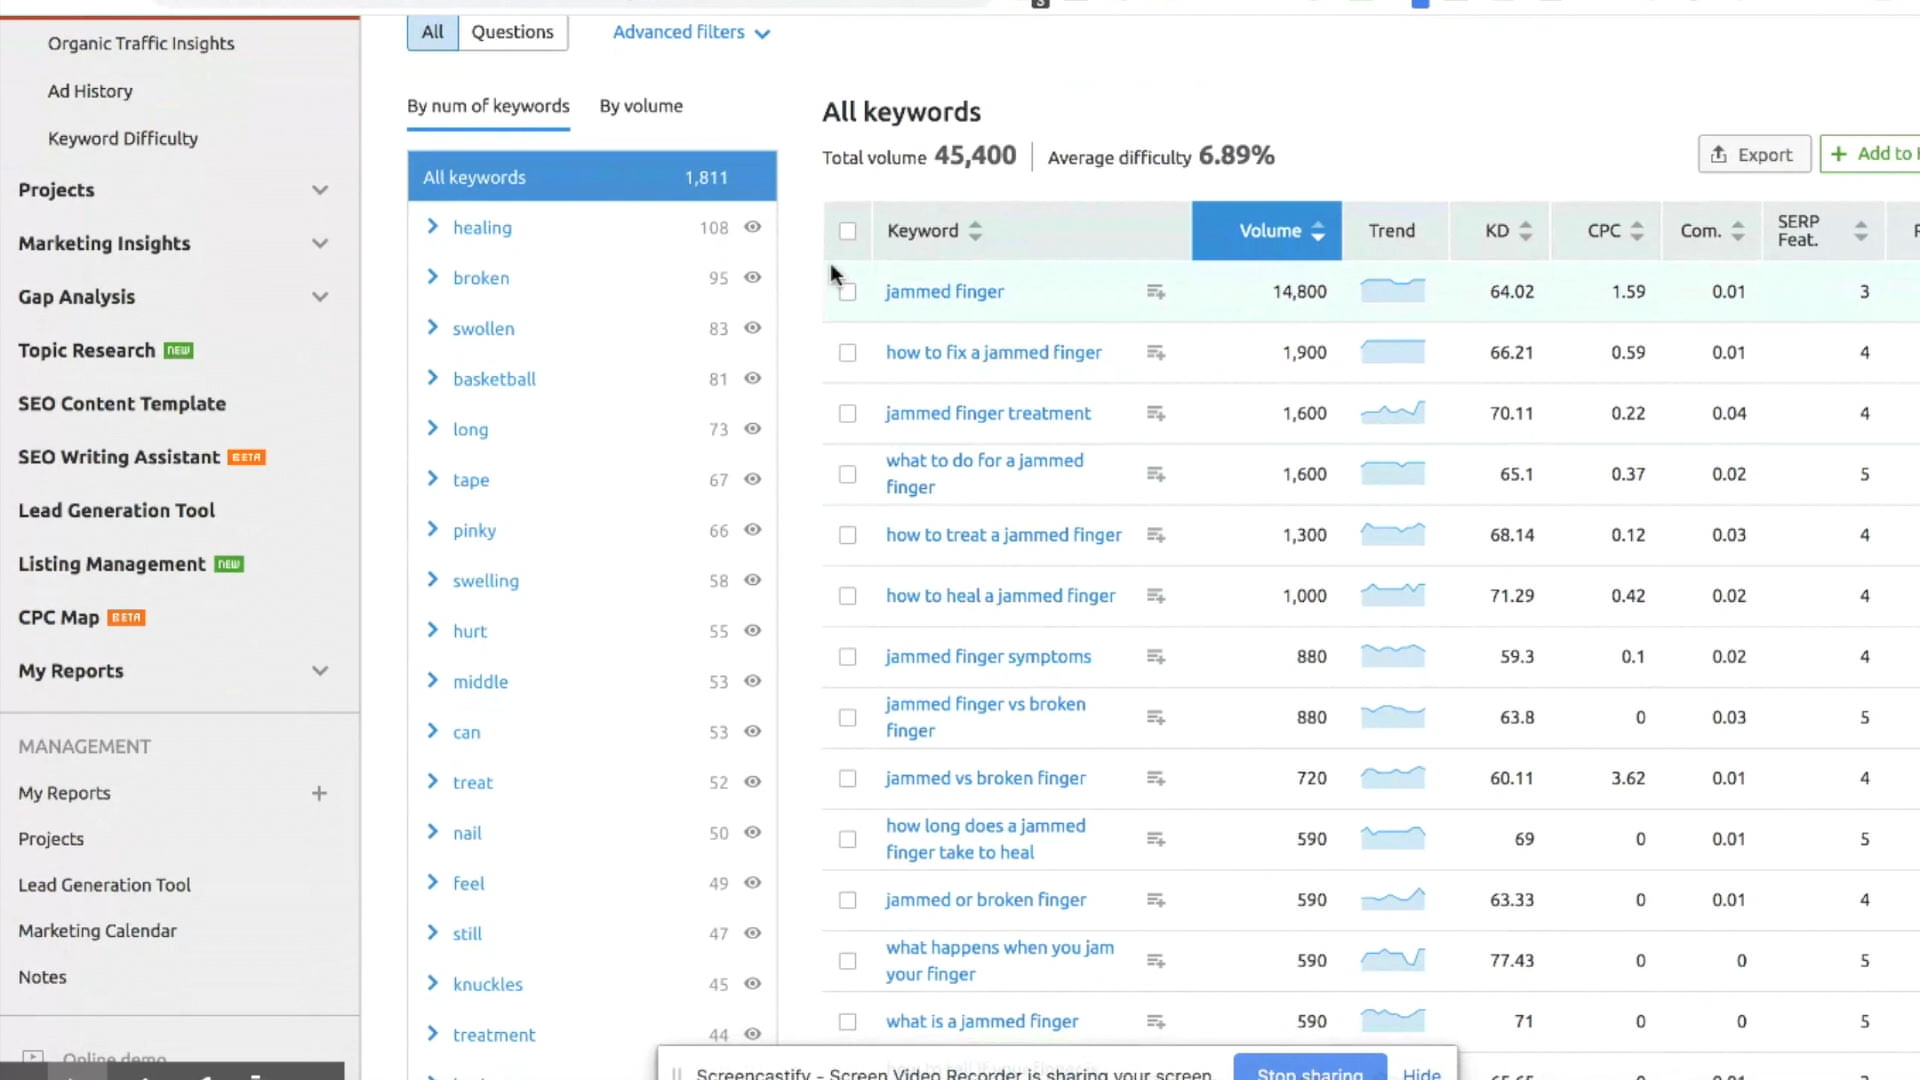 Organic Traffic Insights
Ad History
Keyword Difficulty
Projects
Marketing Insights
Gap Analysis
Topic Research NEW
SEO Content Template
SEO Writing Assistant BETA
Lead Generation Tool
Listing Management NEW
CPC Map BETA
My Reports
MANAGEMENT
My Reports +
Projects
Lead Generation Tool
Marketing Calendar
Notes
Online demo
All Questions Advanced filters
By num of keywords By volume
All keywords 1,811
healing 108
broken 95
swollen 83
basketball 81
long 73
tape 67
pinky 66
swelling 58
hurt 55
middle 53
can 53
treat 52
nail 50
feel 49
still 47
knuckles 45
treatment 44
All keywords
Total volume 45,400 Average difficulty 6.89%
Export + Add to
Keyword Volume Trend KD CPC Com. SERP Feat.
jammed finger 14,800 64.02 1.59 0.01 3
how to fix a jammed finger 1,900 66.21 0.59 0.01 4
jammed finger treatment 1,600 70.11 0.22 0.04 4
what to do for a jammed
finger 1,600 65.1 0.37 0.02 5
how to treat a jammed finger 1,300 68.14 0.12 0.03 4
how to heal a jammed finger 1,000 71.29 0.42 0.02 4
jammed finger symptoms 880 59.3 0.1 0.02 4
jammed finger vs broken
finger 880 63.8 0 0.03 5
jammed vs broken finger 720 60.11 3.62 0.01 4
how long does a jammed
finger take to heal 590 69 0 0.01 5
jammed or broken finger 590 63.33 0 0.01 4
what happens when you jam
your finger 590 77.43 0 0 5
what is a jammed finger 590 71 0 0 5
Screencastify - Screen Video Recorder is sharing your screen. Stop sharing Hide